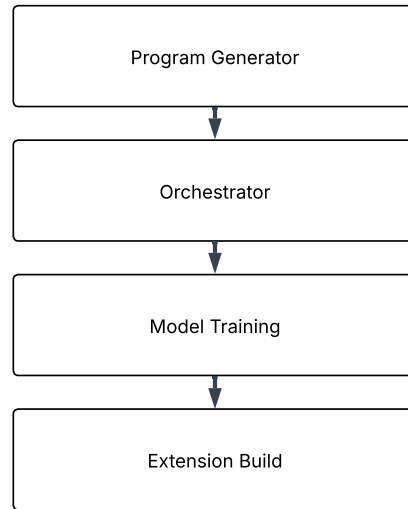 Program Generator
Orchestrator
Model Training
Extension Build